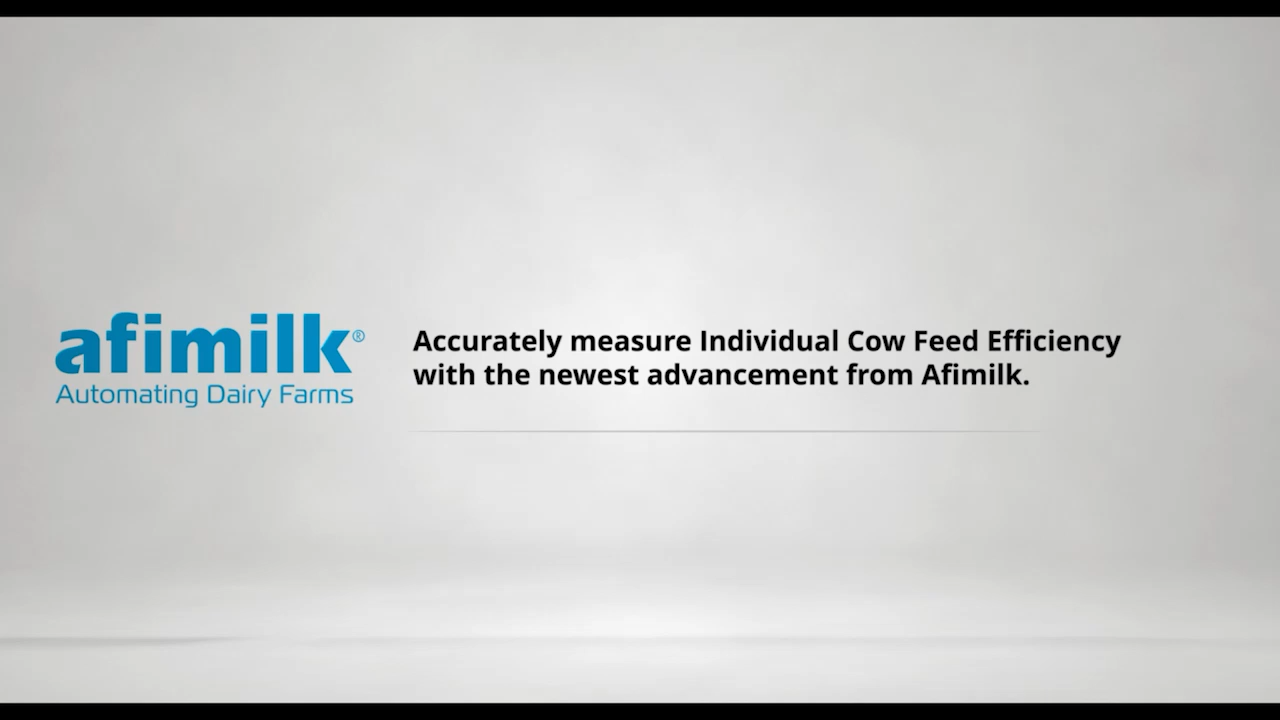 afimilk®
Automating Dairy Farms
Accurately measure Individual Cow Feed Efficiency
with the newest advancement from Afimilk.